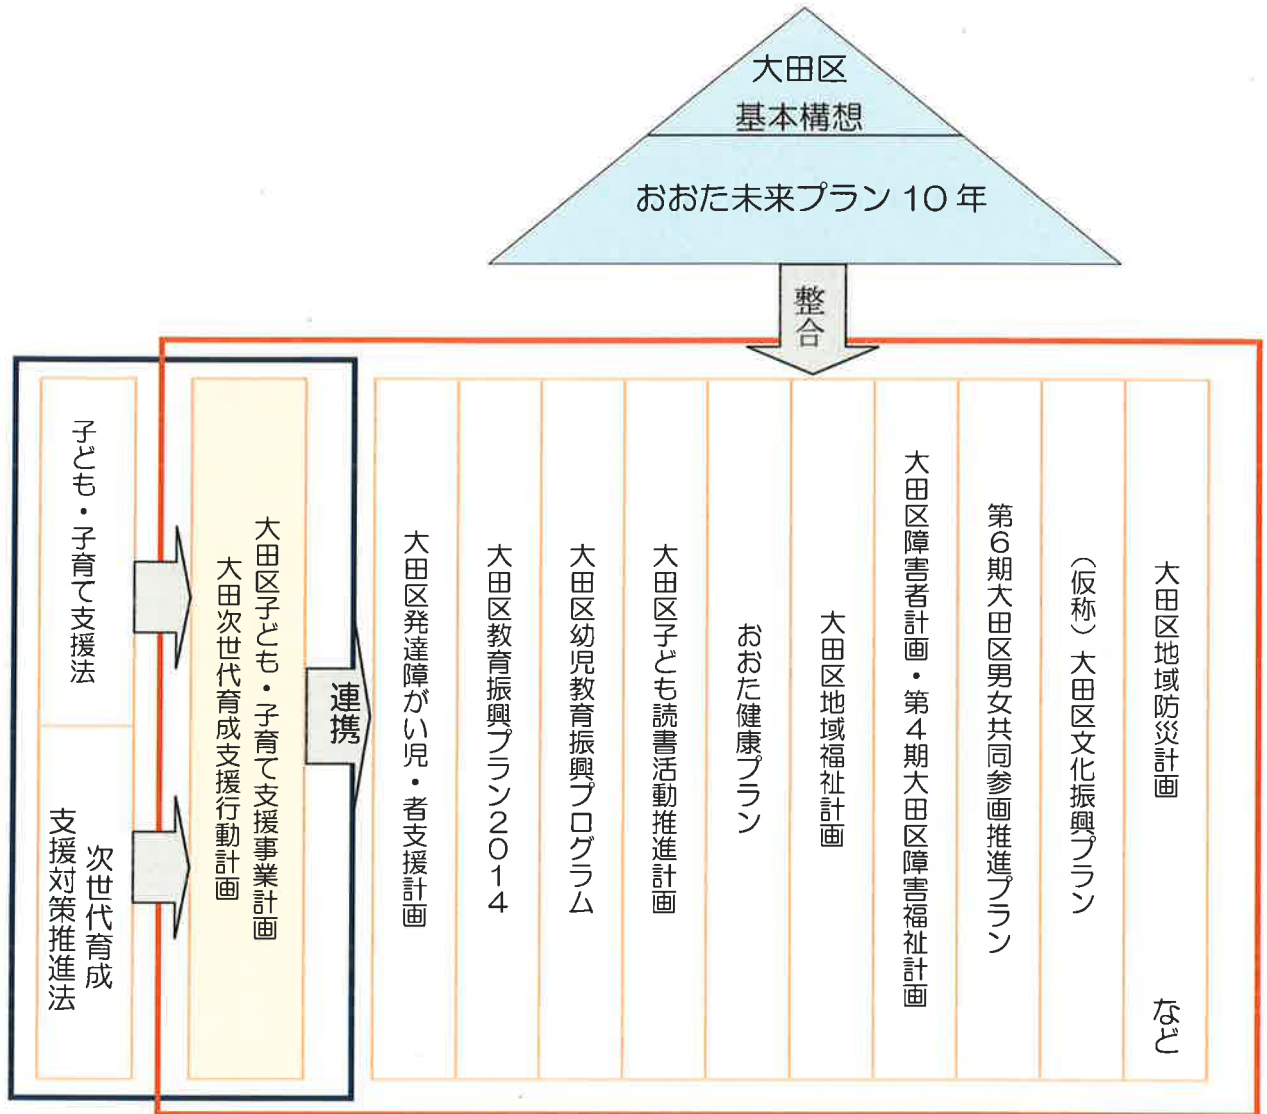 大田区
基本構想
おおた未来プラン 10 年
整合
子ども・子育て支援法
次世代育成
支援対策推進法
大田区子ども・子育て支援事業計画
大田次世代育成支援行動計画
連携
大田区発達障がい児・者支援計画
大田区教育振興プラン2014
大田区幼児教育振興プログラム
大田区子ども読書活動推進計画
おおた健康プラン
大田区地域福祉計画
大田区障害者計画・第4期大田区障害福祉計画
第6期大田区男女共同参画推進プラン
(仮称)大田区文化振興プラン
大田区地域防災計画
など